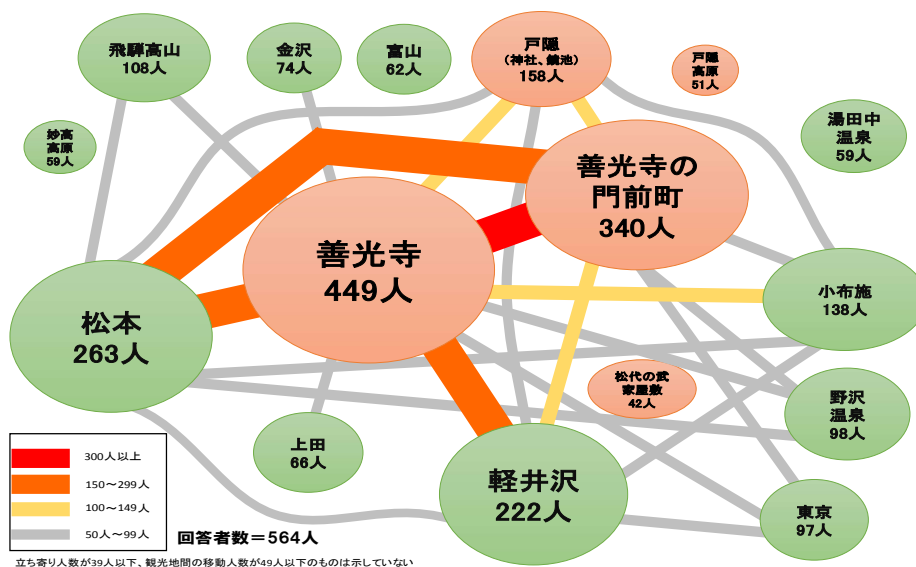 飛騨高山
108人
金沢
74人
富山
62人
戸隠
（神社、鏡池）
158人
戸隠
高原
51人
妙高
高原
59人
湯田中
温泉
59人
善光寺の
門前町
340人
善光寺
449人
松本
263人
小布施
138人
松代の武
家屋敷
42人
野沢
温泉
98人
上田
66人
軽井沢
222人
東京
97人
300人以上
150～299人
100～149人
50人～99人
回答者数＝564人
立ち寄り人数が39人以下、観光地間の移動人数が49人以下のものは示していない